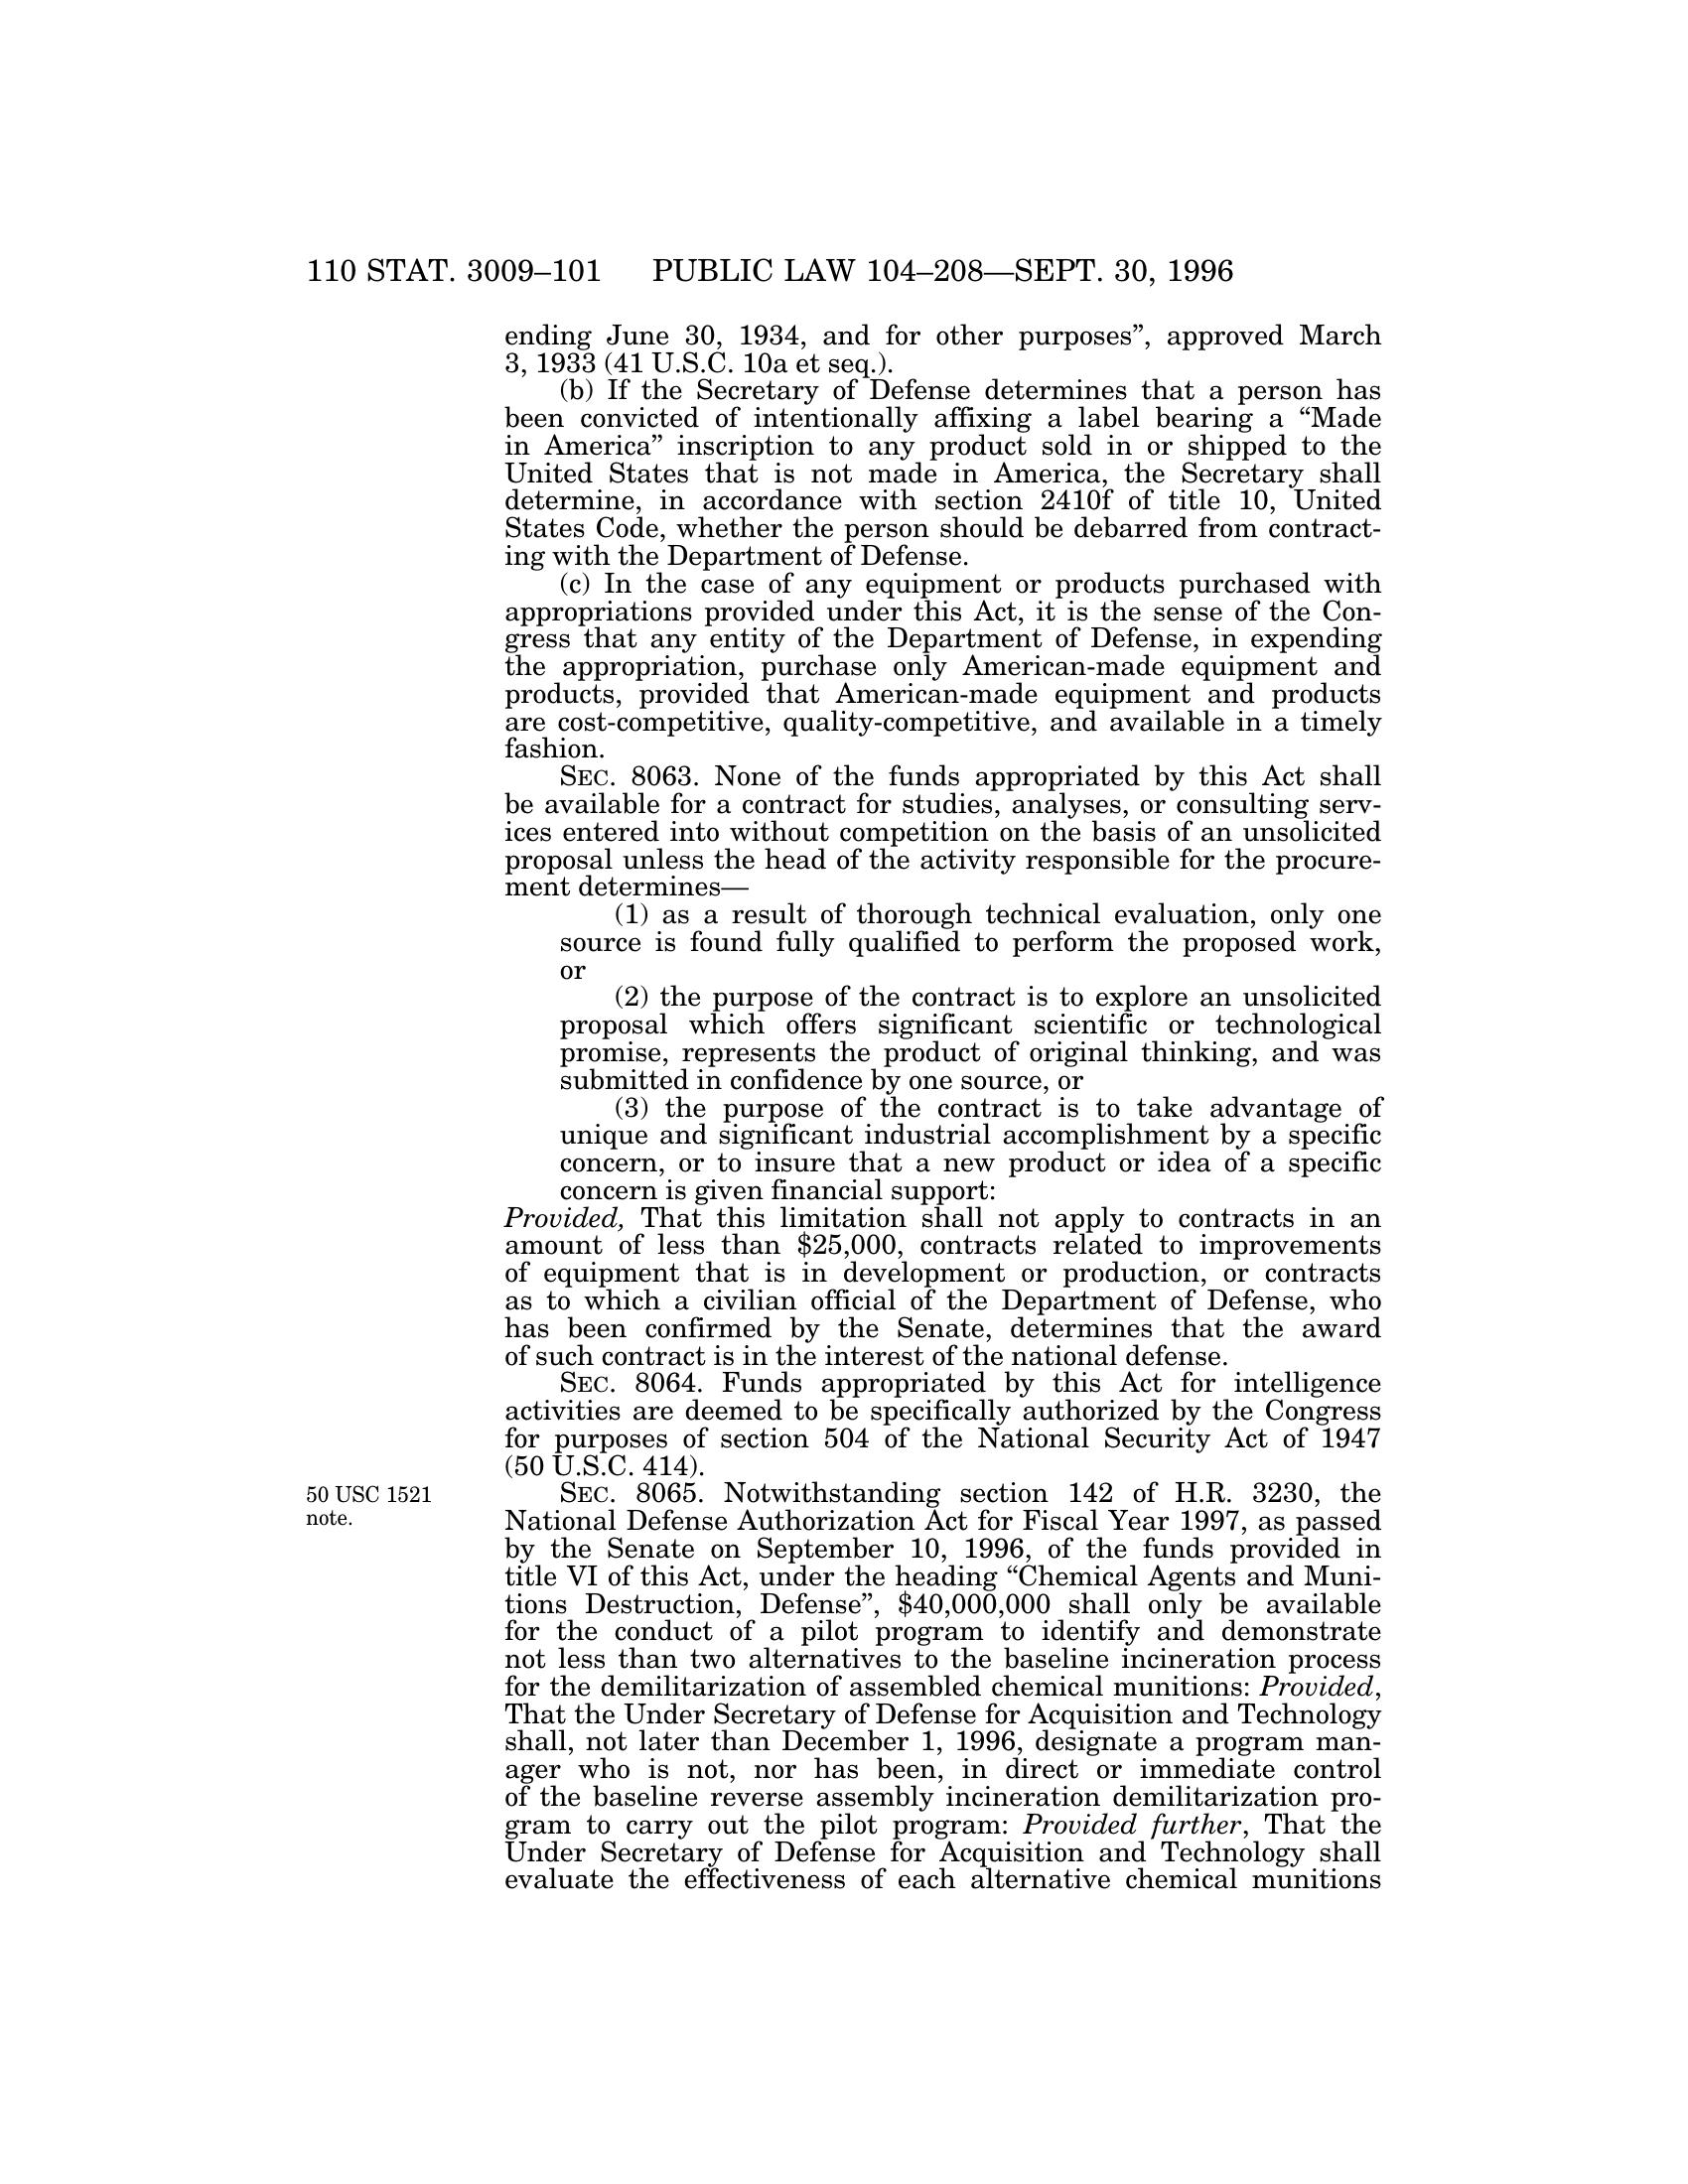 110 STAT. 3009–101 PUBLIC LAW 104–208—SEPT. 30, 1996
ending June 30, 1934, and for other purposes”, approved March
3, 1933 (41 U.S.C. 10a et seq.).
(b) If the Secretary of Defense determines that a person has
been convicted of intentionally affixing a label bearing a “Made
in America” inscription to any product sold in or shipped to the
United States that is not made in America, the Secretary shall
determine, in accordance with section 2410f of title 10, United
States Code, whether the person should be debarred from contract-
ing with the Department of Defense.
(c) In the case of any equipment or products purchased with
appropriations provided under this Act, it is the sense of the Con-
gress that any entity of the Department of Defense, in expending
the appropriation, purchase only American-made equipment and
products, provided that American-made equipment and products
are cost-competitive, quality-competitive, and available in a timely
fashion.
SEC. 8063. None of the funds appropriated by this Act shall
be available for a contract for studies, analyses, or consulting serv-
ices entered into without competition on the basis of an unsolicited
proposal unless the head of the activity responsible for the procure-
ment determines—
(1) as a result of thorough technical evaluation, only one
source is found fully qualified to perform the proposed work,
or
(2) the purpose of the contract is to explore an unsolicited
proposal which offers significant scientific or technological
promise, represents the product of original thinking, and was
submitted in confidence by one source, or
(3) the purpose of the contract is to take advantage of
unique and significant industrial accomplishment by a specific
concern, or to insure that a new product or idea of a specific
concern is given financial support:
Provided, That this limitation shall not apply to contracts in an
amount of less than $25,000, contracts related to improvements
of equipment that is in development or production, or contracts
as to which a civilian official of the Department of Defense, who
has been confirmed by the Senate, determines that the award
of such contract is in the interest of the national defense.
SEC. 8064. Funds appropriated by this Act for intelligence
activities are deemed to be specifically authorized by the Congress
for purposes of section 504 of the National Security Act of 1947
(50 U.S.C. 414).
50 USC 1521
note.
SEC. 8065. Notwithstanding section 142 of H.R. 3230, the
National Defense Authorization Act for Fiscal Year 1997, as passed
by the Senate on September 10, 1996, of the funds provided in
title VI of this Act, under the heading “Chemical Agents and Muni-
tions Destruction, Defense”, $40,000,000 shall only be available
for the conduct of a pilot program to identify and demonstrate
not less than two alternatives to the baseline incineration process
for the demilitarization of assembled chemical munitions: Provided,
That the Under Secretary of Defense for Acquisition and Technology
shall, not later than December 1, 1996, designate a program man-
ager who is not, nor has been, in direct or immediate control
of the baseline reverse assembly incineration demilitarization pro-
gram to carry out the pilot program: Provided further, That the
Under Secretary of Defense for Acquisition and Technology shall
evaluate the effectiveness of each alternative chemical munitions